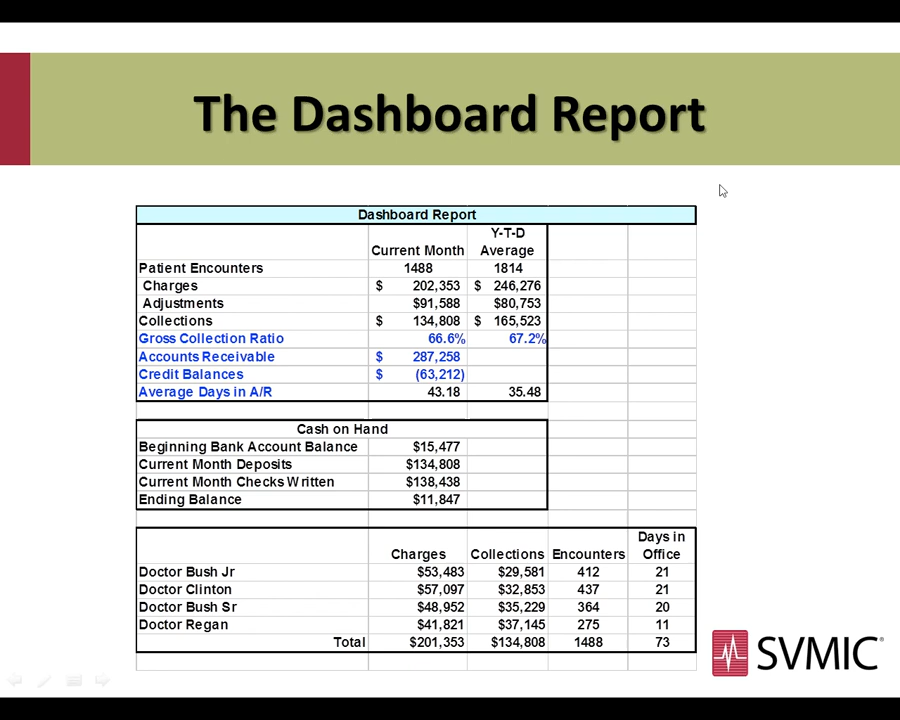 The Dashboard Report
Dashboard Report
Current Month Y-T-D Average
Patient Encounters 1488 1814
Charges $ 202,353 $ 246,276
Adjustments $91,588 $80,753
Collections $ 134,808 $ 165,523
Gross Collection Ratio 66.6% 67.2%
Accounts Receivable $ 287,258
Credit Balances $ (63,212)
Average Days in A/R 43.18 35.48
Cash on Hand
Beginning Bank Account Balance $15,477
Current Month Deposits $134,808
Current Month Checks Written $138,438
Ending Balance $11,847
Charges Collections Encounters Days in Office
Doctor Bush Jr $53,483 $29,581 412 21
Doctor Clinton $57,097 $32,853 437 21
Doctor Bush Sr $48,952 $35,229 364 20
Doctor Regan $41,821 $37,145 275 11
Total $201,353 $134,808 1488 73
SVMIC®